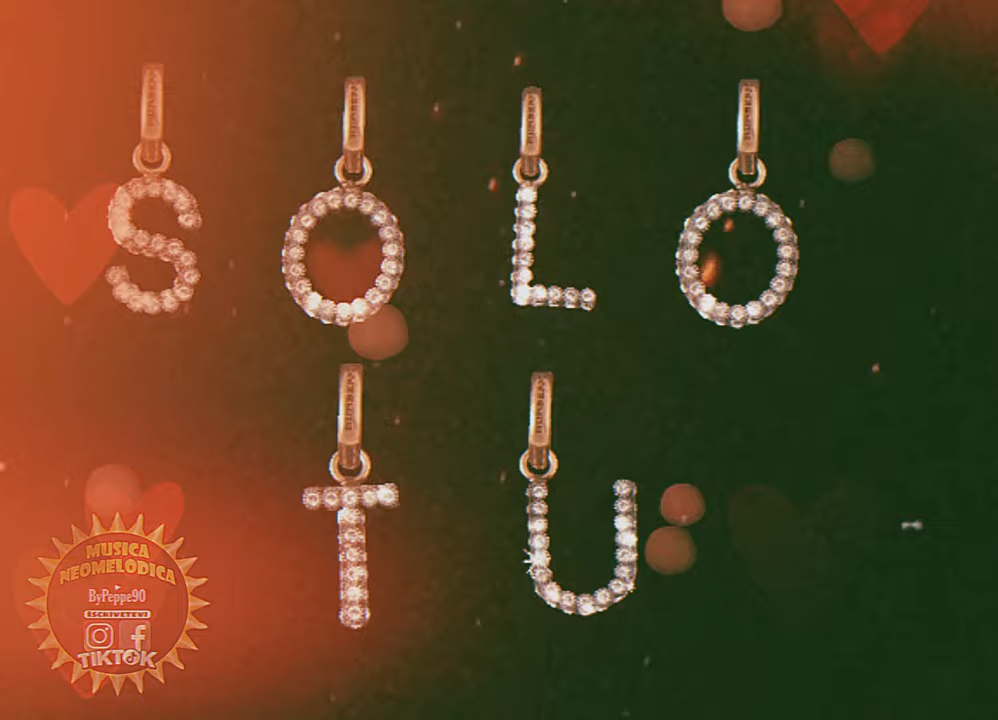 SOLO
TU
MUSICA
NEOMELODICA
ByPeppe90
ISCRIVETEVI
TIKTOK